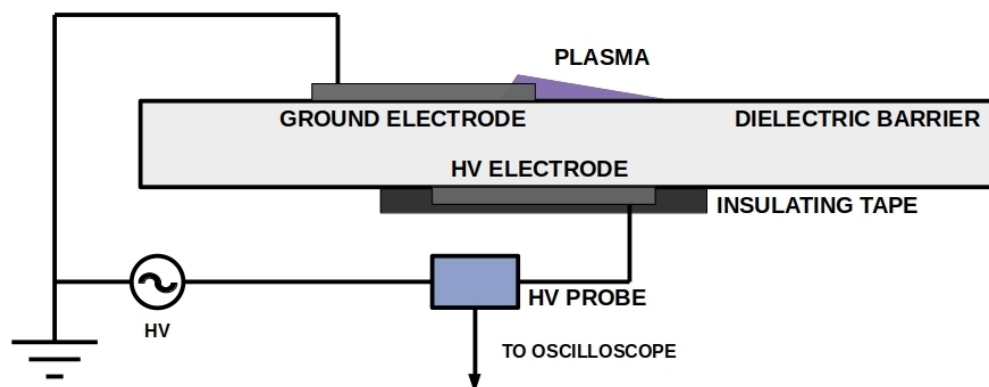 PLASMA
GROUND ELECTRODE
DIELECTRIC BARRIER
HV ELECTRODE
INSULATING TAPE
HV PROBE
HV
TO OSCILLOSCOPE